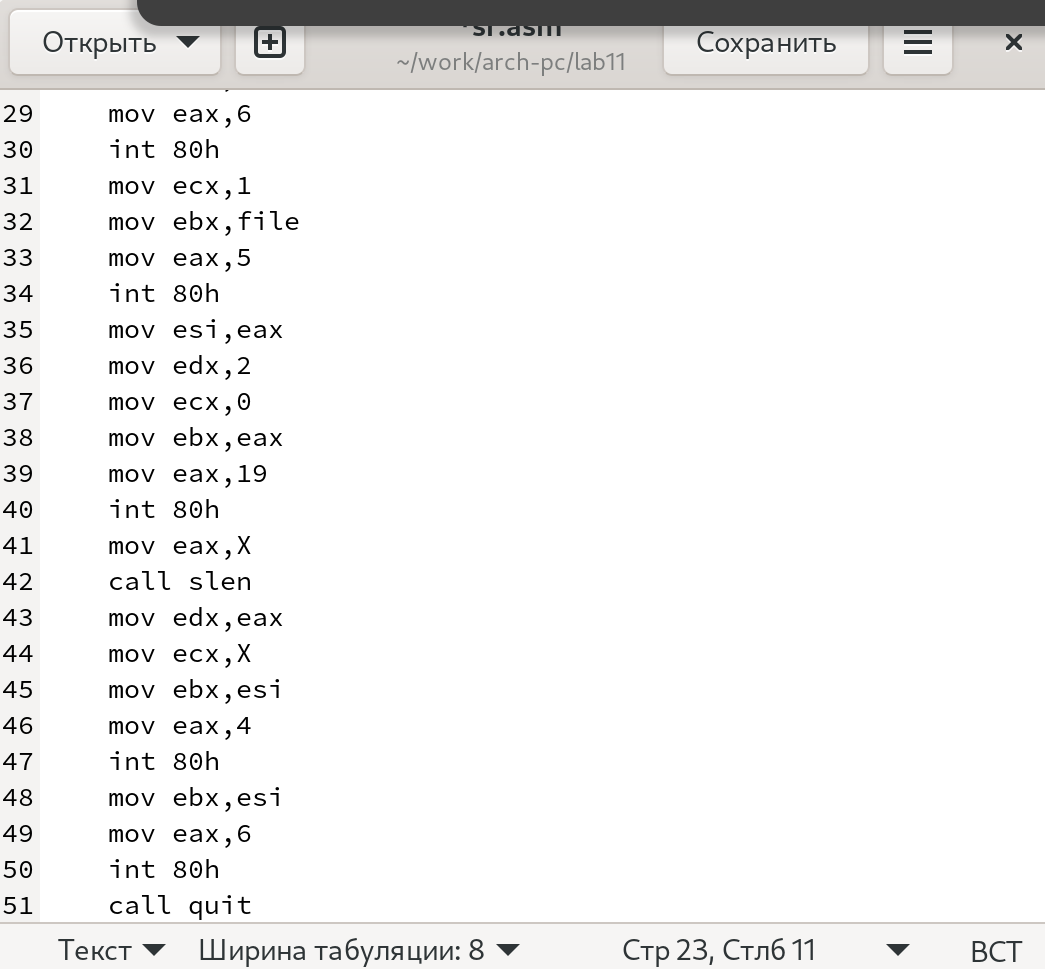 Открыть
*sr.asm
~/work/arch-pc/lab11
Сохранить
29 mov eax,6
30 int 80h
31 mov ecx,1
32 mov ebx,file
33 mov eax,5
34 int 80h
35 mov esi,eax
36 mov edx,2
37 mov ecx,0
38 mov ebx,eax
39 mov eax,19
40 int 80h
41 mov eax,X
42 call slen
43 mov edx,eax
44 mov ecx,X
45 mov ebx,esi
46 mov eax,4
47 int 80h
48 mov ebx,esi
49 mov eax,6
50 int 80h
51 call quit
Текст Ширина табуляции: 8 Стр 23, Стлб 11 ВСТ